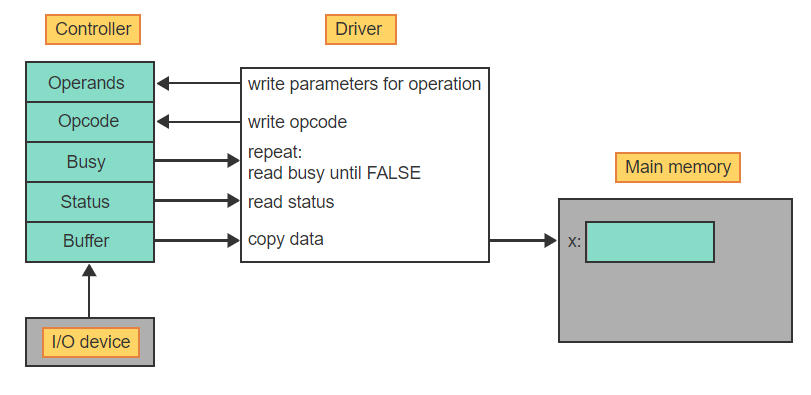 Controller
Driver
Operands
Opcode
Busy
Status
Buffer
write parameters for operation
write opcode
repeat:
read busy until FALSE
read status
copy data
Main memory
x:
I/O device